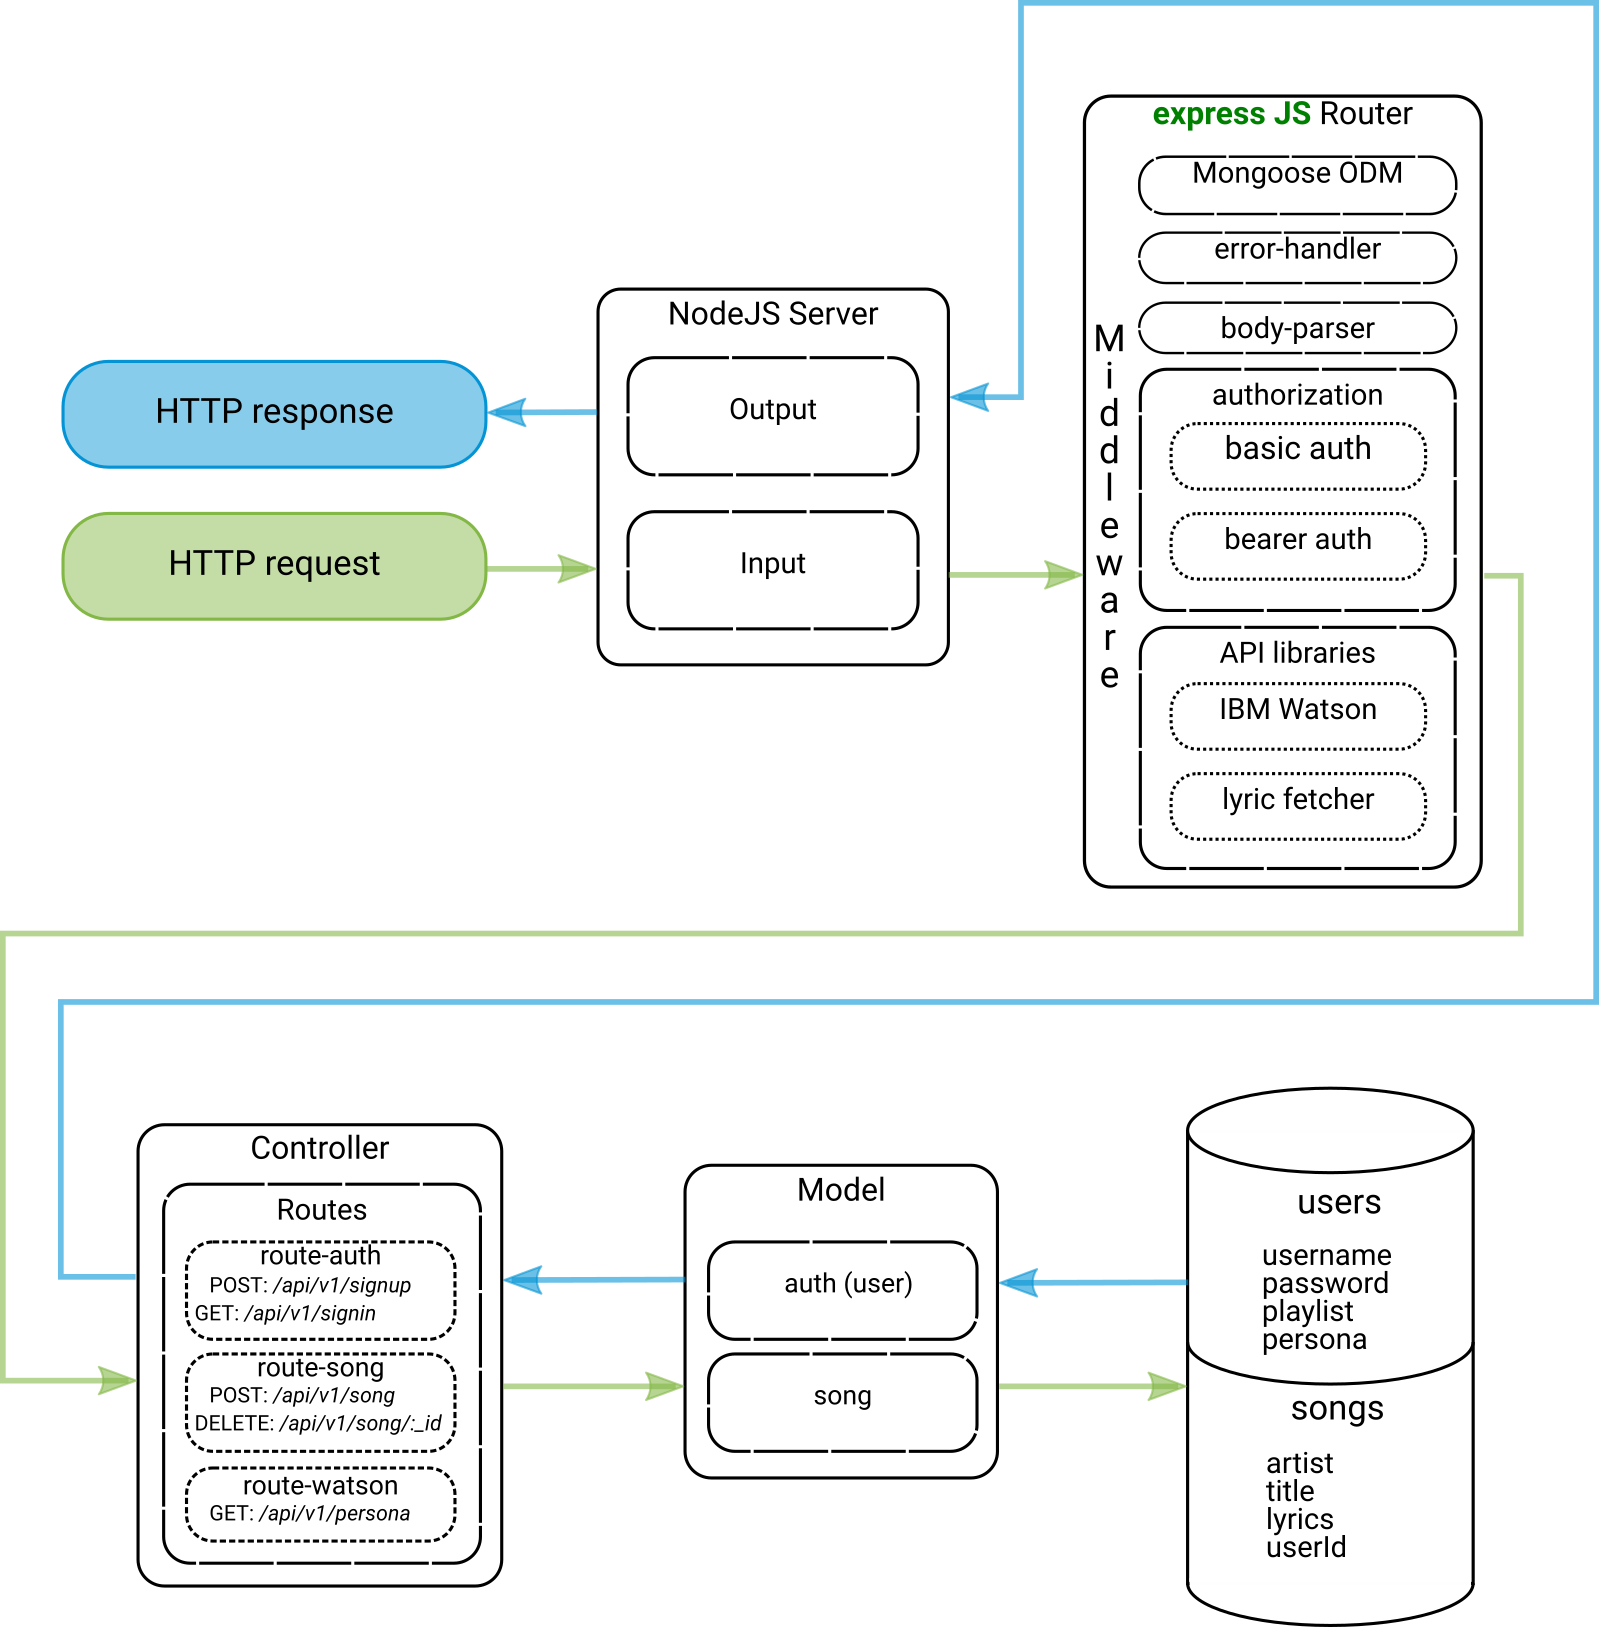 express JS Router
Mongoose ODM
error-handler
body-parser
Middleware
authorization
basic auth
bearer auth
API libraries
IBM Watson
lyric fetcher
NodeJS Server
Output
Input
HTTP response
HTTP request
Controller
Routes
route-auth
POST: /api/v1/signup
GET: /api/v1/signin
route-song
POST: /api/v1/song
DELETE: /api/v1/song/:_id
route-watson
GET: /api/v1/persona
Model
auth (user)
song
users
username
password
playlist
persona
songs
artist
title
lyrics
userId